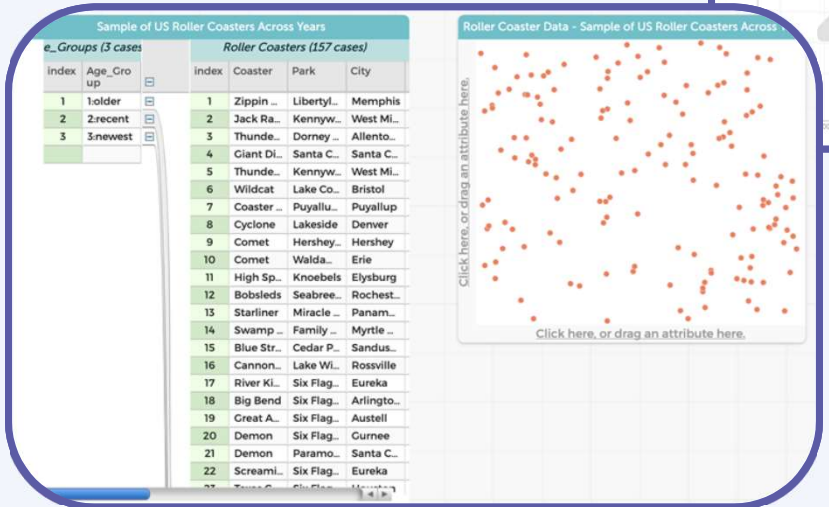 Sample of US Roller Coasters Across Years
e_Groups (3 cases
Roller Coasters (157 cases)
index Age_Gro
up
1 1:older
2 2:recent
3 3:newest
index Coaster Park City
1 Zippin ... Libertyl... Memphis
2 Jack Ra... Kennyw... West Mi...
3 Thunde... Dorney ... Allento...
4 Giant Di... Santa C... Santa C...
5 Thunde... Kennyw... West Mi...
6 Wildcat Lake Co... Bristol
7 Coaster ... Puyallu... Puyallup
8 Cyclone Lakeside Denver
9 Comet Hershey... Hershey
10 Comet Walda... Erie
11 High Sp... Knoebels Elysburg
12 Bobsleds Seabree... Rochest...
13 Starliner Miracle ... Panam...
14 Swamp ... Family ... Myrtle ...
15 Blue Str... Cedar P... Sandus...
16 Cannon... Lake Wi... Rossville
17 River Ki... Six Flag... Eureka
18 Big Bend Six Flag... Arlingto...
19 Great A... Six Flag... Austell
20 Demon Six Flag... Gurnee
21 Demon Paramo... Santa C...
22 Screami... Six Flag... Eureka
Roller Coaster Data - Sample of US Roller Coasters Across
Click here, or drag an attribute here.
Click here, or drag an attribute here.